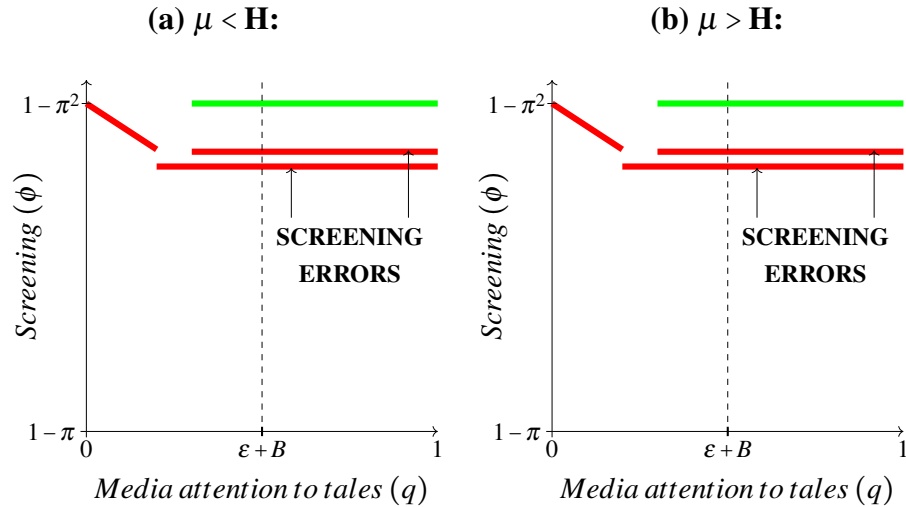 (a) μ < H:
1 − π²
Screening (ϕ)
SCREENING
ERRORS
1 − π
0
ε + B
1
Media attention to tales (q)
(b) μ > H:
1 − π²
Screening (ϕ)
SCREENING
ERRORS
1 − π
0
ε + B
1
Media attention to tales (q)